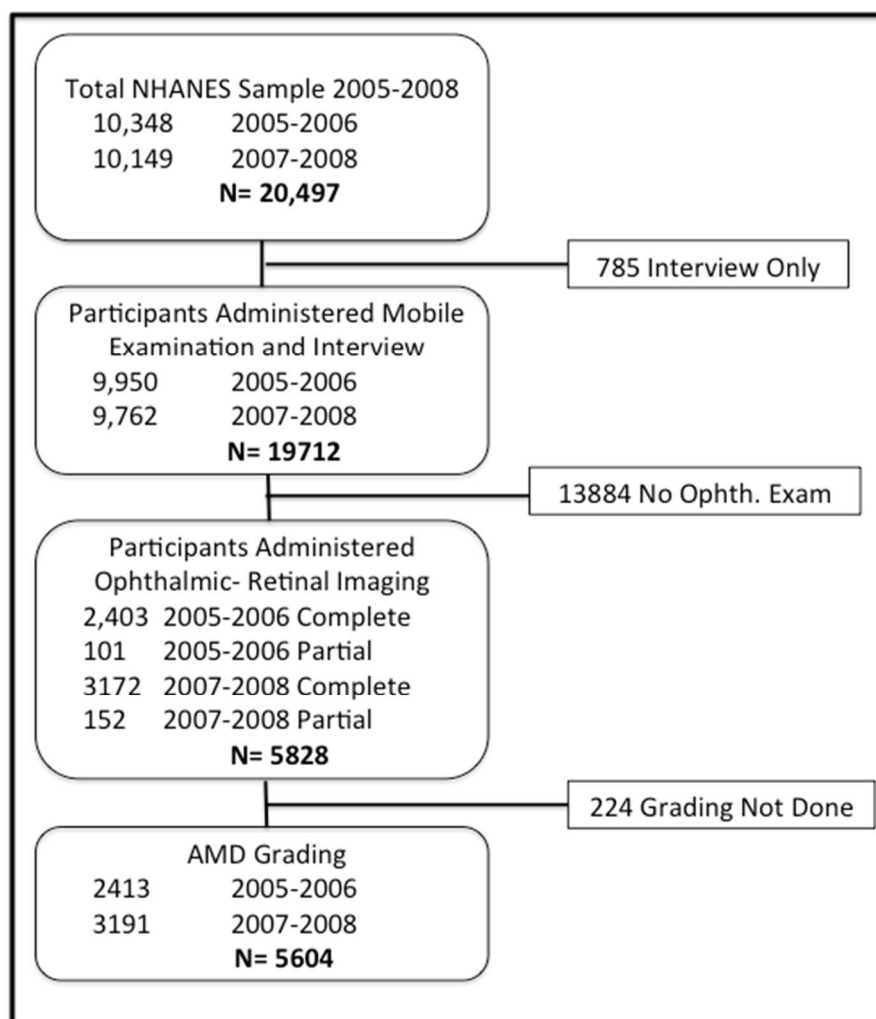 Total NHANES Sample 2005-2008
10,348 2005-2006
10,149 2007-2008
N= 20,497
785 Interview Only
Participants Administered Mobile
Examination and Interview
9,950 2005-2006
9,762 2007-2008
N= 19712
13884 No Ophth. Exam
Participants Administered
Ophthalmic- Retinal Imaging
2,403 2005-2006 Complete
101 2005-2006 Partial
3172 2007-2008 Complete
152 2007-2008 Partial
N= 5828
224 Grading Not Done
AMD Grading
2413 2005-2006
3191 2007-2008
N= 5604